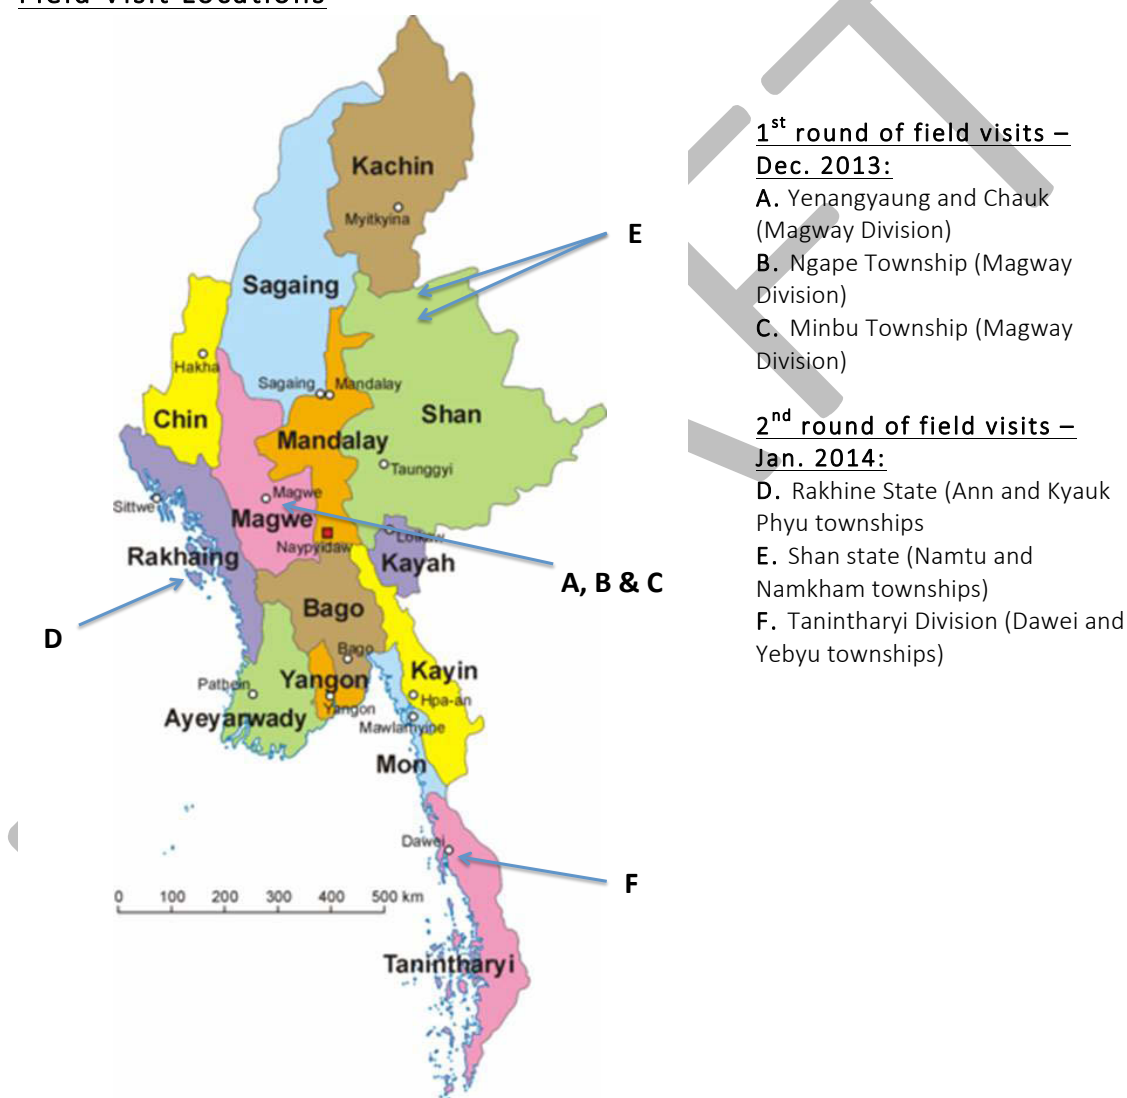 Field Visit Locations
Kachin
Myitkyina
E
Sagaing
Hakha
Sagaing
Mandalay
Chin
Shan
Mandalay
Taunggyi
Magwe
Sittwe
Magwe
Loikaw
Naypyidaw
Rakhaing
Kayah
A, B & C
D
Bago
Bago
Kayin
Yangon
Pathein
Hpa-an
Yangon
Ayeyarwady
Mawlamyine
Mon
Dawei
F
0 100 200 300 400 500 km
Tanintharyi
1st round of field visits –
Dec. 2013:
A. Yenangyaung and Chauk
(Magway Division)
B. Ngape Township (Magway
Division)
C. Minbu Township (Magway
Division)
2nd round of field visits –
Jan. 2014:
D. Rakhine State (Ann and Kyauk
Phyu townships
E. Shan state (Namtu and
Namkham townships)
F. Tanintharyi Division (Dawei and
Yebyu townships)